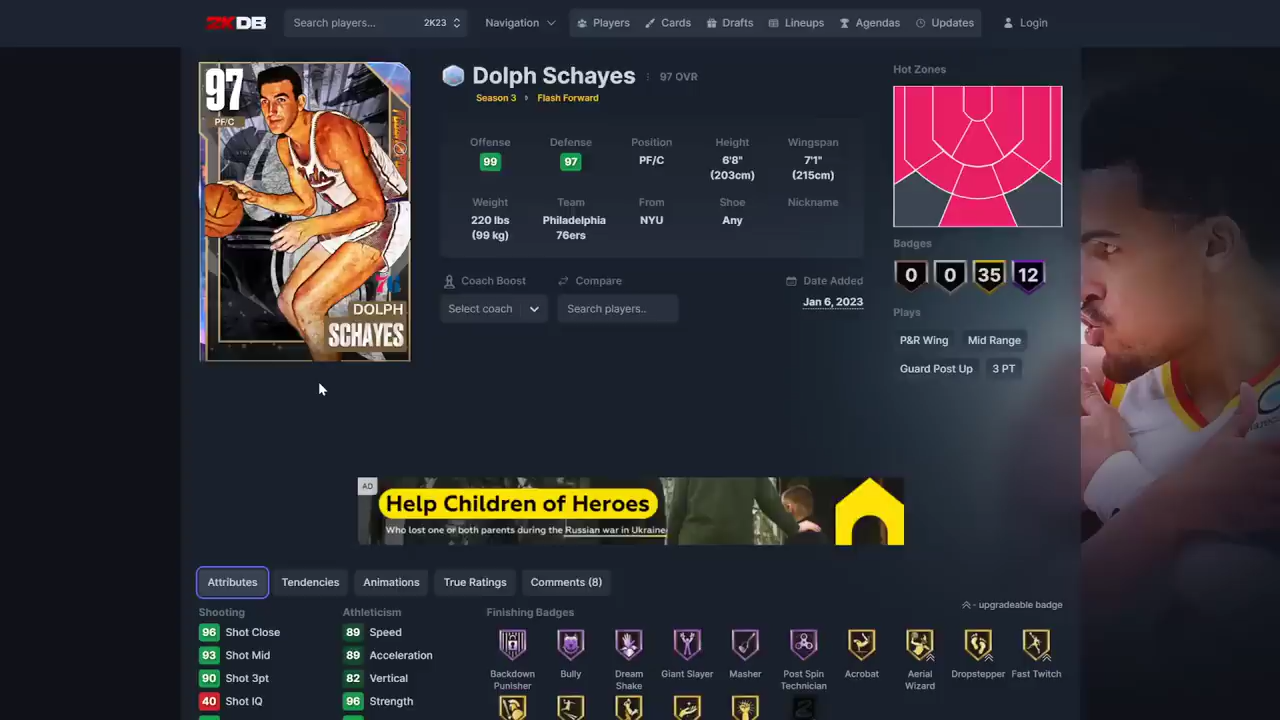 2KDB
Search players...
2K23
Navigation
Players
Cards
Drafts
Lineups
Agendas
Updates
Login
97
PF/C
DOLPH
SCHAYES
Dolph Schayes
97 OVR
Season 3
Flash Forward
Offense
Defense
Position
Height
Wingspan
99
97
PF/C
6'8"
(203cm)
7'1"
(215cm)
Weight
Team
From
Shoe
Nickname
220 lbs
(99 kg)
Philadelphia
76ers
NYU
Any
Coach Boost
Compare
Date Added
Select coach
Search players..
Jan 6, 2023
Hot Zones
Badges
0
0
35
12
Plays
P&R Wing
Mid Range
Guard Post Up
3 PT
AD
Help Children of Heroes
Who lost one or both parents during the Russian war in Ukraine
Attributes
Tendencies
Animations
True Ratings
Comments (8)
- upgradeable badge
Shooting
96 Shot Close
93 Shot Mid
90 Shot 3pt
40 Shot IQ
Athleticism
89 Speed
89 Acceleration
82 Vertical
96 Strength
Finishing Badges
Backdown
Punisher
Bully
Dream
Shake
Giant Slayer
Masher
Post Spin
Technician
Acrobat
Aerial
Wizard
Dropstepper
Fast Twitch